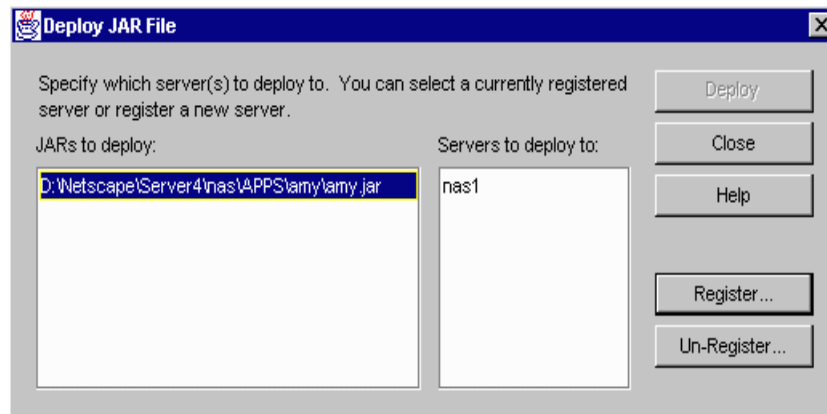 Deploy JAR File
Specify which server(s) to deploy to. You can select a currently registered
server or register a new server.
JARs to deploy:
Servers to deploy to:
D:\Netscape\Server4\nas\APPS\amy\amy.jar
nas1
Deploy
Close
Help
Register...
Un-Register...